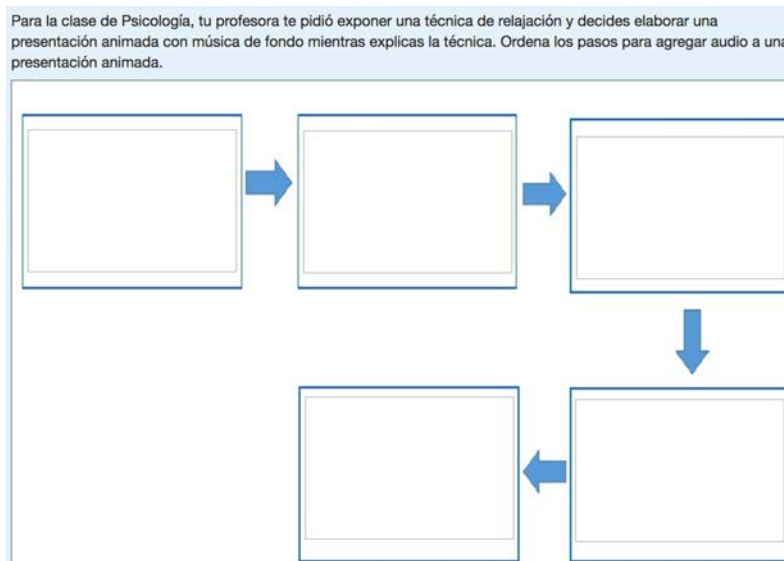 Para la clase de Psicología, tu profesora te pidió exponer una técnica de relajación y decides elaborar una
presentación animada con música de fondo mientras explicas la técnica. Ordena los pasos para agregar audio a una
presentación animada.